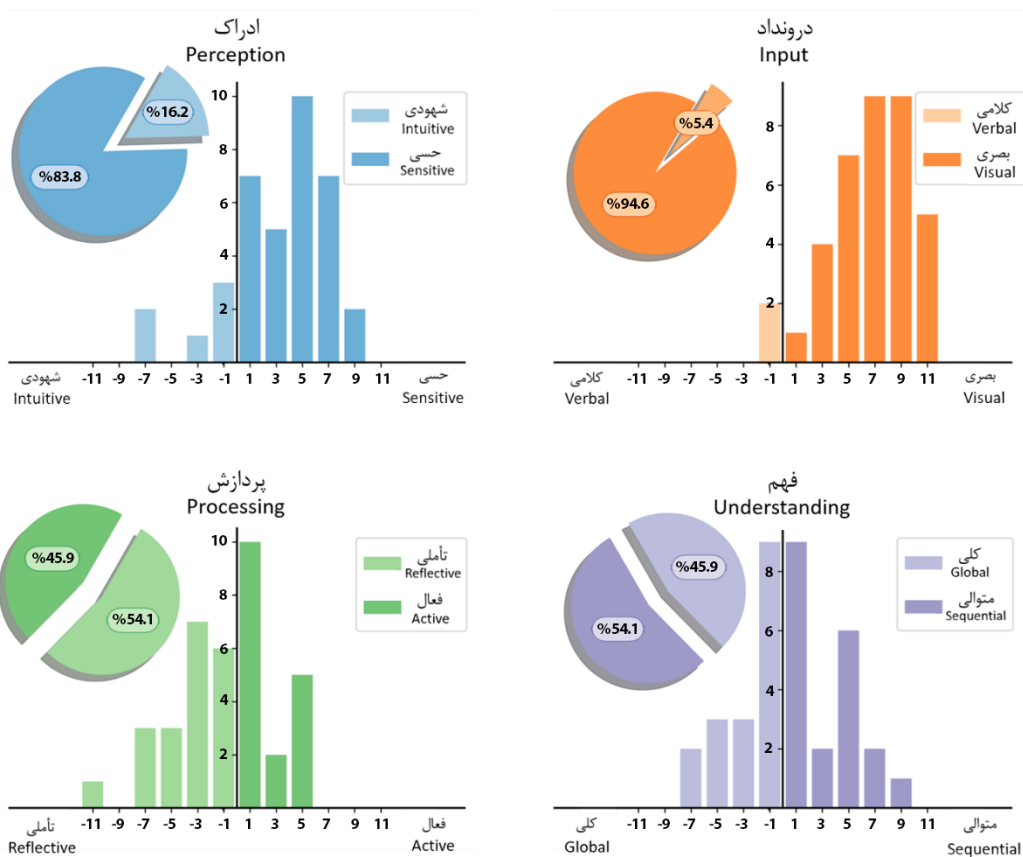 ادراک
Perception
%16.2
%83.8
10
8
6
4
2
شهودی
Intuitive
حسی
Sensitive
-11 -9 -7 -5 -3 -1 1 3 5 7 9 11
شهودی
Intuitive
حسی
Sensitive
درونداد
Input
%5.4
%94.6
8
6
4
2
کلامی
Verbal
بصری
Visual
-11 -9 -7 -5 -3 -1 1 3 5 7 9 11
کلامی
Verbal
بصری
Visual
پردازش
Processing
%45.9
%54.1
10
8
6
4
2
تأملی
Reflective
فعال
Active
-11 -9 -7 -5 -3 -1 1 3 5 7 9 11
تأملی
Reflective
فعال
Active
فهم
Understanding
%45.9
%54.1
8
6
4
2
کلی
Global
متوالی
Sequential
-11 -9 -7 -5 -3 -1 1 3 5 7 9 11
کلی
Global
متوالی
Sequential